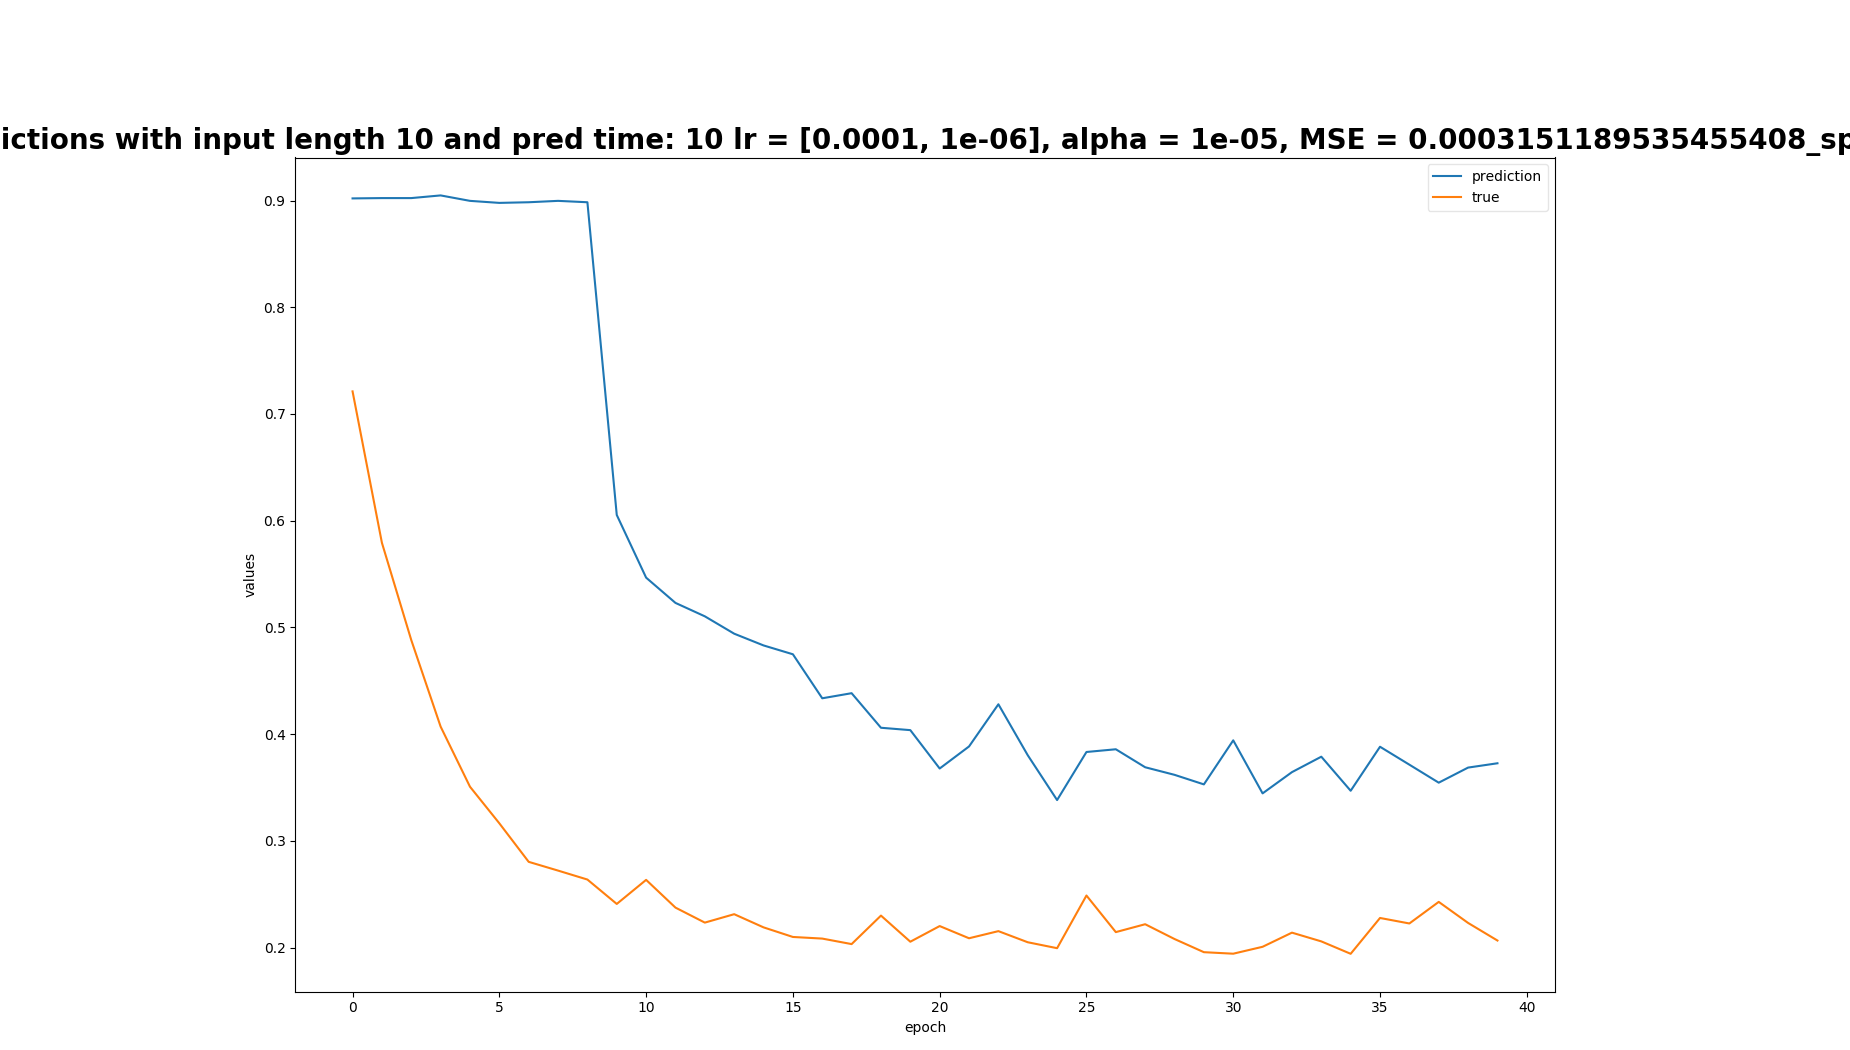 ictions with input length 10 and pred time: 10 lr = [0.0001, 1e-06], alpha = 1e-05, MSE = 0.0003151189535455408_sp
prediction
true
0.9
0.8
0.7
0.6
0.5
0.4
0.3
0.2
values
0 5 10 15 20 25 30 35 40
epoch